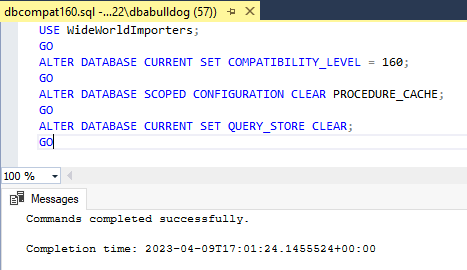 dbcompat160.sql -...22\dbabulldog (57))
USE WideWorldImporters;
GO
ALTER DATABASE CURRENT SET COMPATIBILITY_LEVEL = 160;
GO
ALTER DATABASE SCOPED CONFIGURATION CLEAR PROCEDURE_CACHE;
GO
ALTER DATABASE CURRENT SET QUERY_STORE CLEAR;
GO
100 %
Messages
Commands completed successfully.
Completion time: 2023-04-09T17:01:24.1455524+00:00